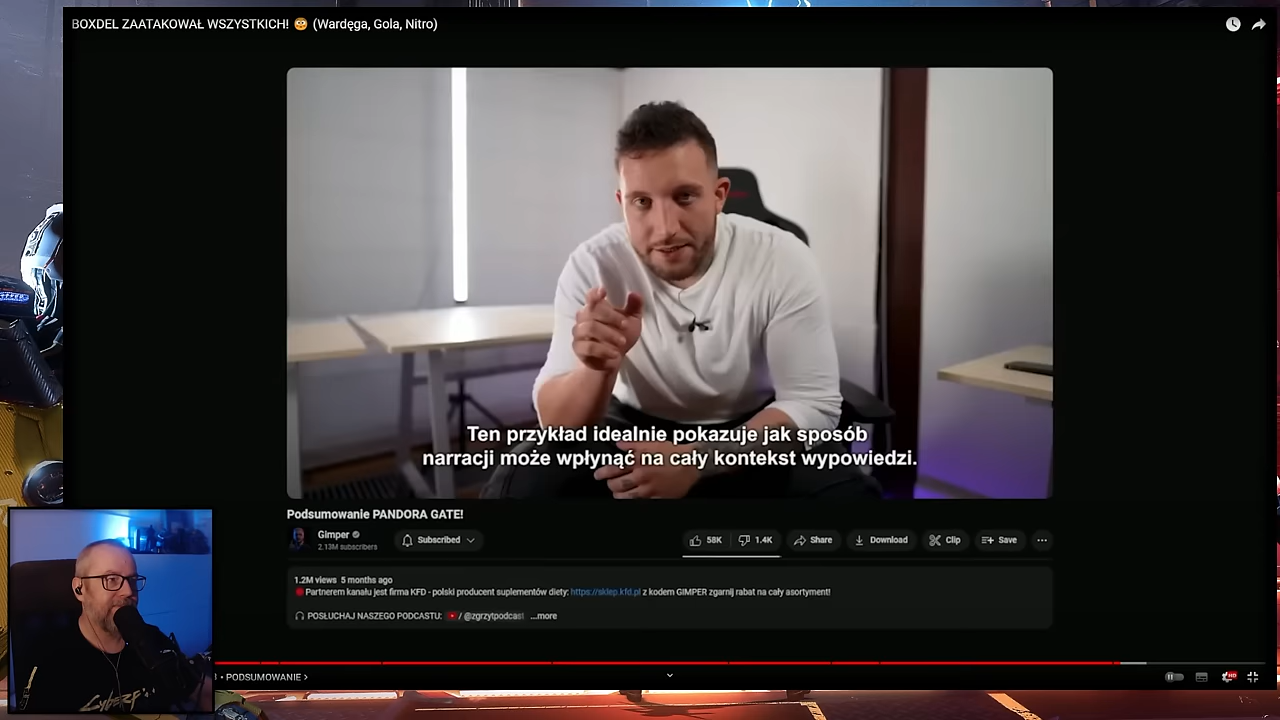 BOXDEL ZAATAKOWAŁ WSZYSTKICH! 🤓 (Wardęga, Gola, Nitro)
Ten przykład idealnie pokazuje jak sposób
narracji może wpłynąć na cały kontekst wypowiedzi.
Podsumowanie PANDORA GATE!
Gimper
2.13M subscribers
Subscribed
58K
1.4K
Share
Download
Clip
Save
1.2M views 5 months ago
Partnerem kanału jest firma KFD - polski producent suplementów diety: https://sklep.kfd.pl z kodem GIMPER zgarnij rabat na cały asortyment!
POSŁUCHAJ NASZEGO PODCASTU: / @zgrzytpodcast ...more
• PODSUMOWANIE ›
HD